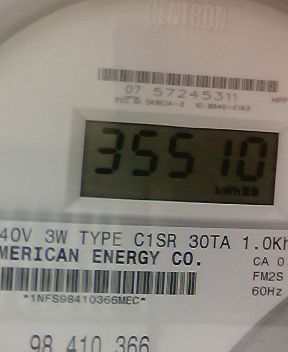 CENTRON®
07 57245311
35510
kWh
40V 3W TYPE C1SR 30TA 1.0Kh
MERICAN ENERGY CO.
CA 0
FM2S
60Hz
*1NFS98410366MEC*
98 410 366